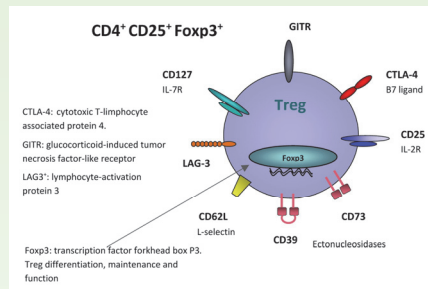 CD4+ CD25+ Foxp3+
GITR
CD127
IL-7R
CTLA-4
B7 ligand
Treg
CTLA-4: cytotoxic T-limphocyte
associated protein 4.
GITR: glucocorticoid-induced tumor
necrosis factor-like receptor
LAG3+: lymphocyte-activation
protein 3
CD25
IL-2R
LAG-3
Foxp3
CD62L
L-selectin
CD73
CD39
Ectonucleosidases
Foxp3: transcription factor forkhead box P3.
Treg differentiation, maintenance and
function